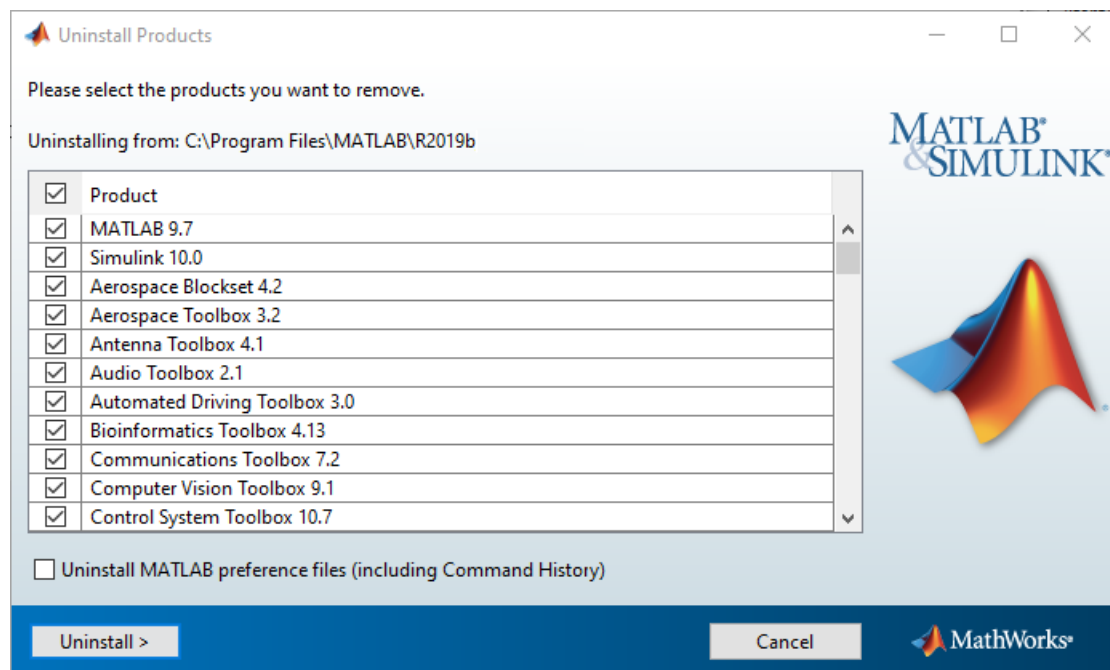 Uninstall Products
Please select the products you want to remove.
Uninstalling from: C:\Program Files\MATLAB\R2019b
MATLAB®
&SIMULINK®
Product
MATLAB 9.7
Simulink 10.0
Aerospace Blockset 4.2
Aerospace Toolbox 3.2
Antenna Toolbox 4.1
Audio Toolbox 2.1
Automated Driving Toolbox 3.0
Bioinformatics Toolbox 4.13
Communications Toolbox 7.2
Computer Vision Toolbox 9.1
Control System Toolbox 10.7
®
Uninstall MATLAB preference files (including Command History)
Uninstall >
Cancel
MathWorks®